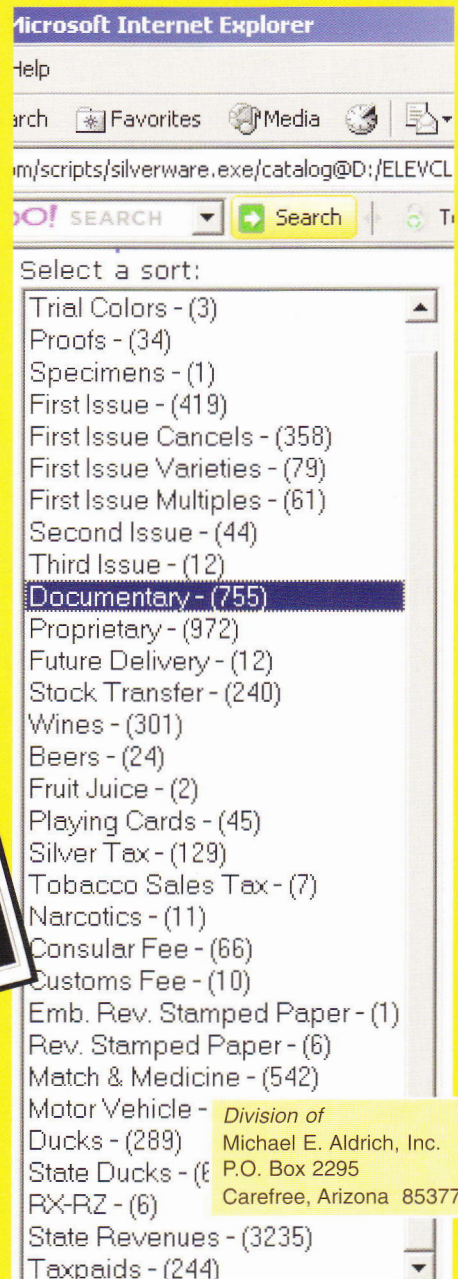 Microsoft Internet Explorer
Help
Favorites Media
om/scripts/silverware.exe/catalog@D:/ELEVCL
OO! SEARCH Search
Select a sort:
Trial Colors - (3)
Proofs - (34)
Specimens - (1)
First Issue - (419)
First Issue Cancels - (358)
First Issue Varieties - (79)
First Issue Multiples - (61)
Second Issue - (44)
Third Issue - (12)
Documentary - (755)
Proprietary - (972)
Future Delivery - (12)
Stock Transfer - (240)
Wines - (301)
Beers - (24)
Fruit Juice - (2)
Playing Cards - (45)
Silver Tax - (129)
Tobacco Sales Tax - (7)
Narcotics - (11)
Consular Fee - (66)
Customs Fee - (10)
Emb. Rev. Stamped Paper - (1)
Rev. Stamped Paper - (6)
Match & Medicine - (542)
Motor Vehicle -
Ducks - (289)
State Ducks -
RX-RZ - (6)
State Revenues - (3235)
Taxpaids - (244)
Division of
Michael E. Aldrich, Inc.
P.O. Box 2295
Carefree, Arizona 85377